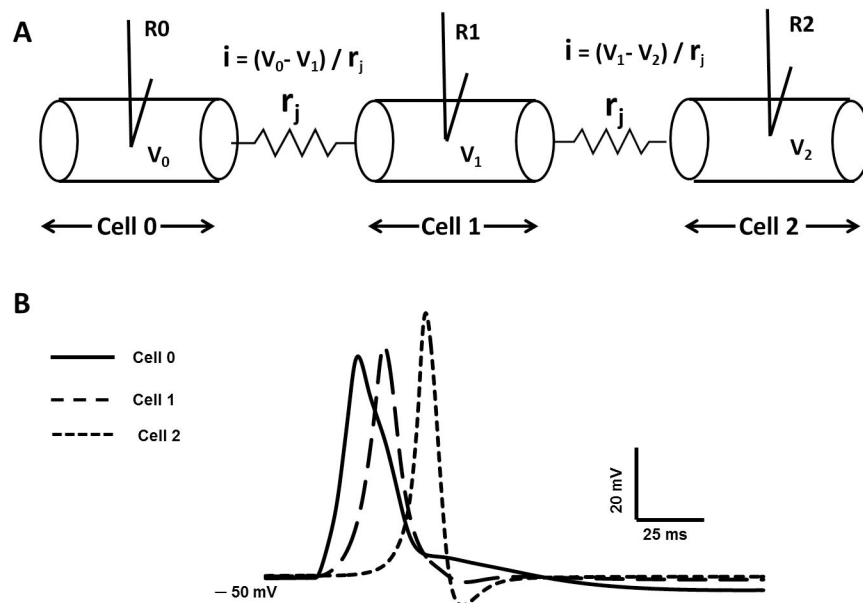 A
R0
R1
R2
i = (V₀- V₁) / rⱼ
i = (V₁- V₂) / rⱼ
rⱼ
rⱼ
V₀
V₁
V₂
Cell 0
Cell 1
Cell 2
B
Cell 0
Cell 1
Cell 2
20 mV
25 ms
– 50 mV